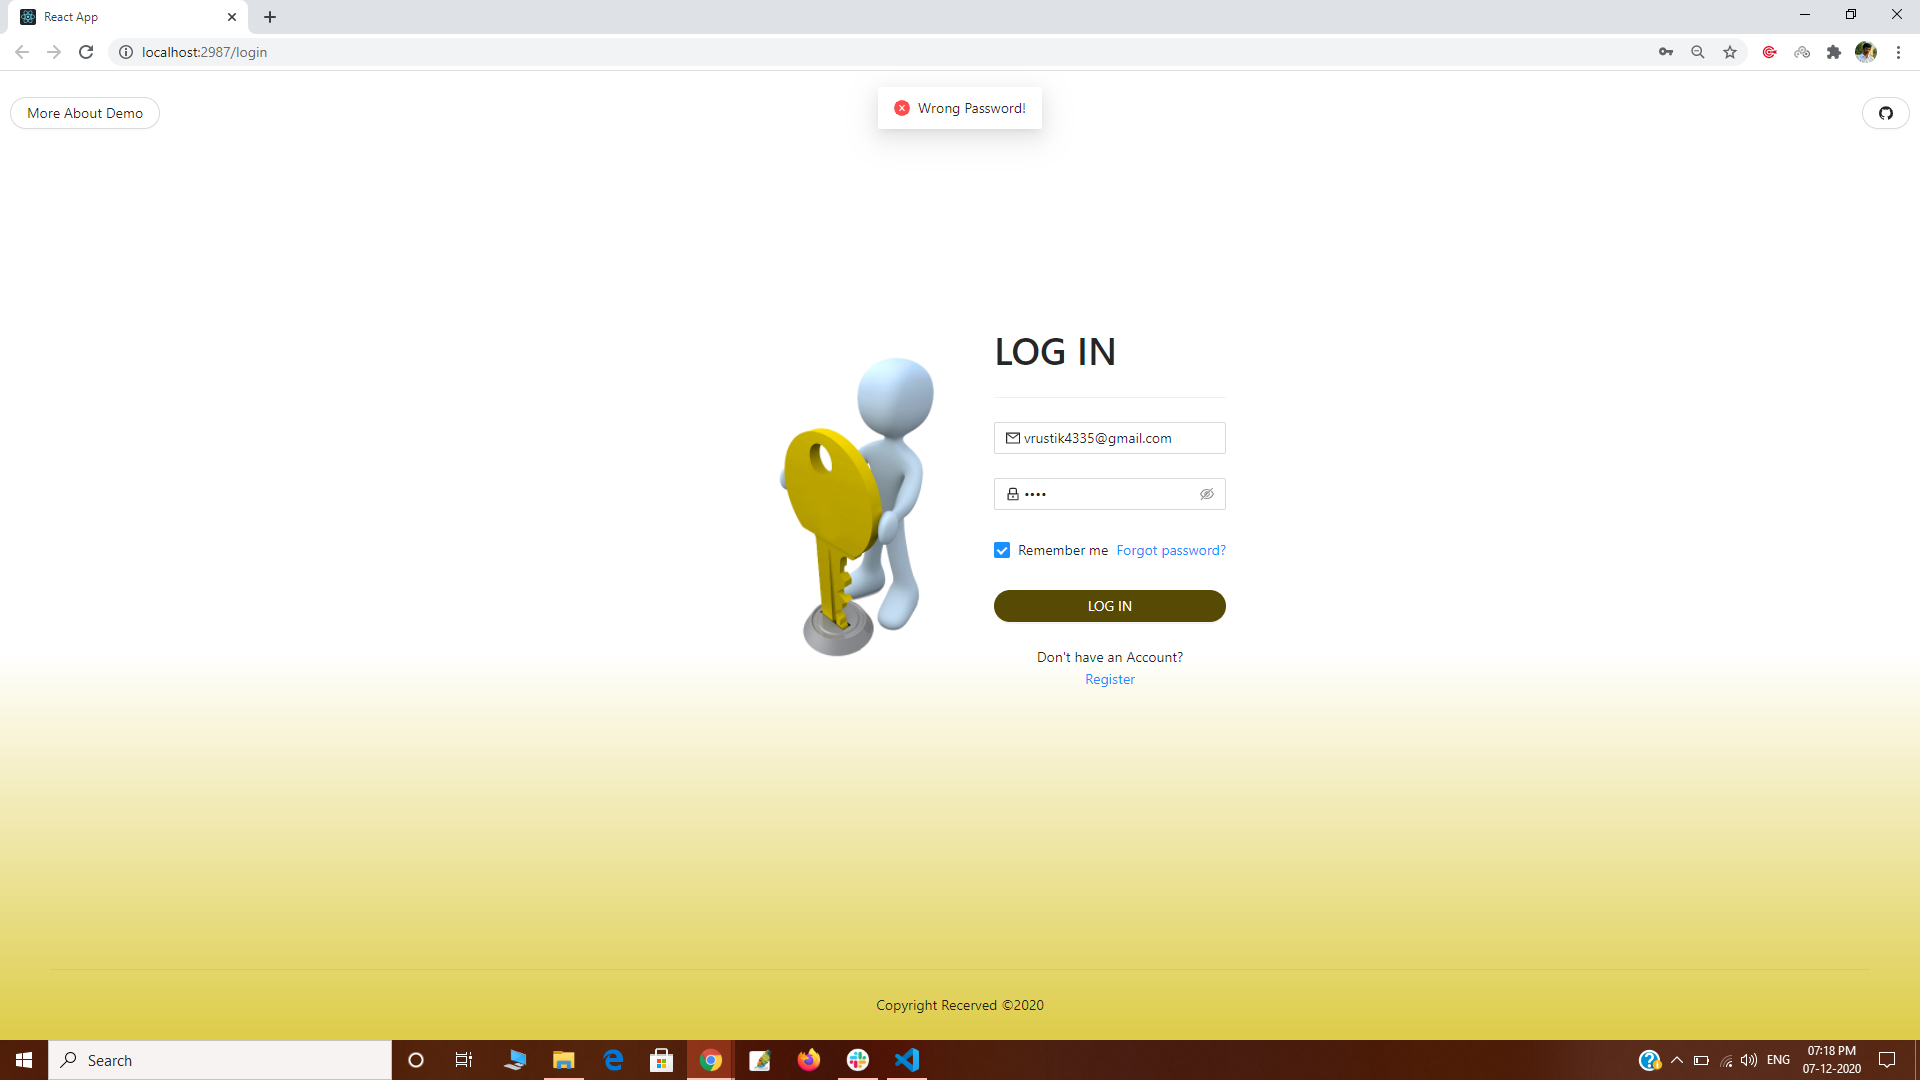 React App
localhost:2987/login
More About Demo
Wrong Password!
LOG IN
vrustik4335@gmail.com
••••
Remember me Forgot password?
LOG IN
Don't have an Account?
Register
Copyright Recerved ©2020
Search
ENG
07:18 PM
07-12-2020